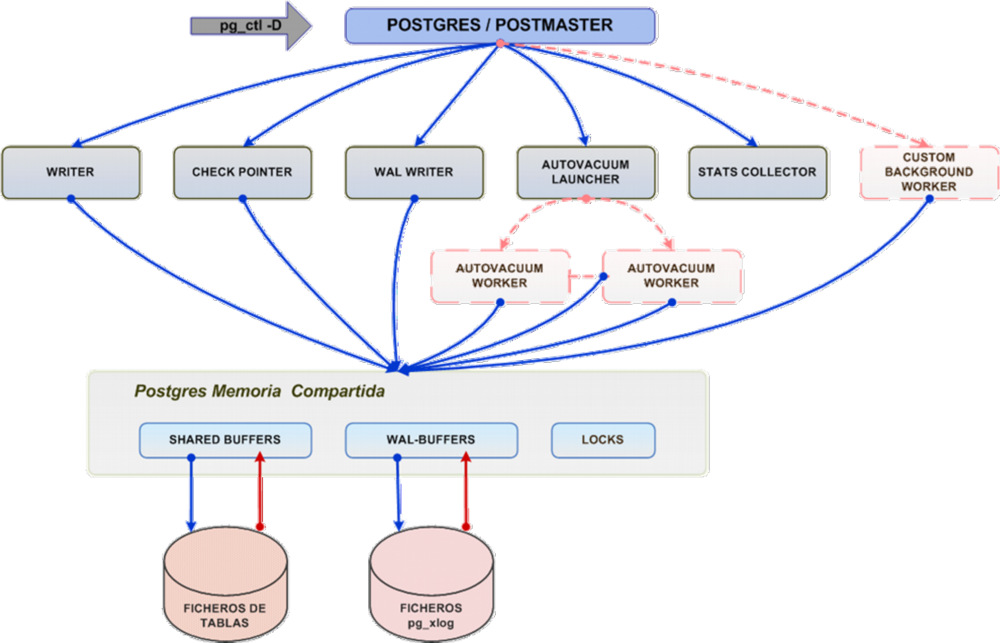 pg_ctl -D
POSTGRES / POSTMASTER
WRITER
CHECK POINTER
WAL WRITER
AUTOVACUUM
LAUNCHER
STATS COLLECTOR
CUSTOM
BACKGROUND
WORKER
AUTOVACUUM
WORKER
AUTOVACUUM
WORKER
Postgres Memoria Compartida
SHARED BUFFERS
WAL-BUFFERS
LOCKS
FICHEROS DE
TABLAS
FICHEROS
pg_xlog